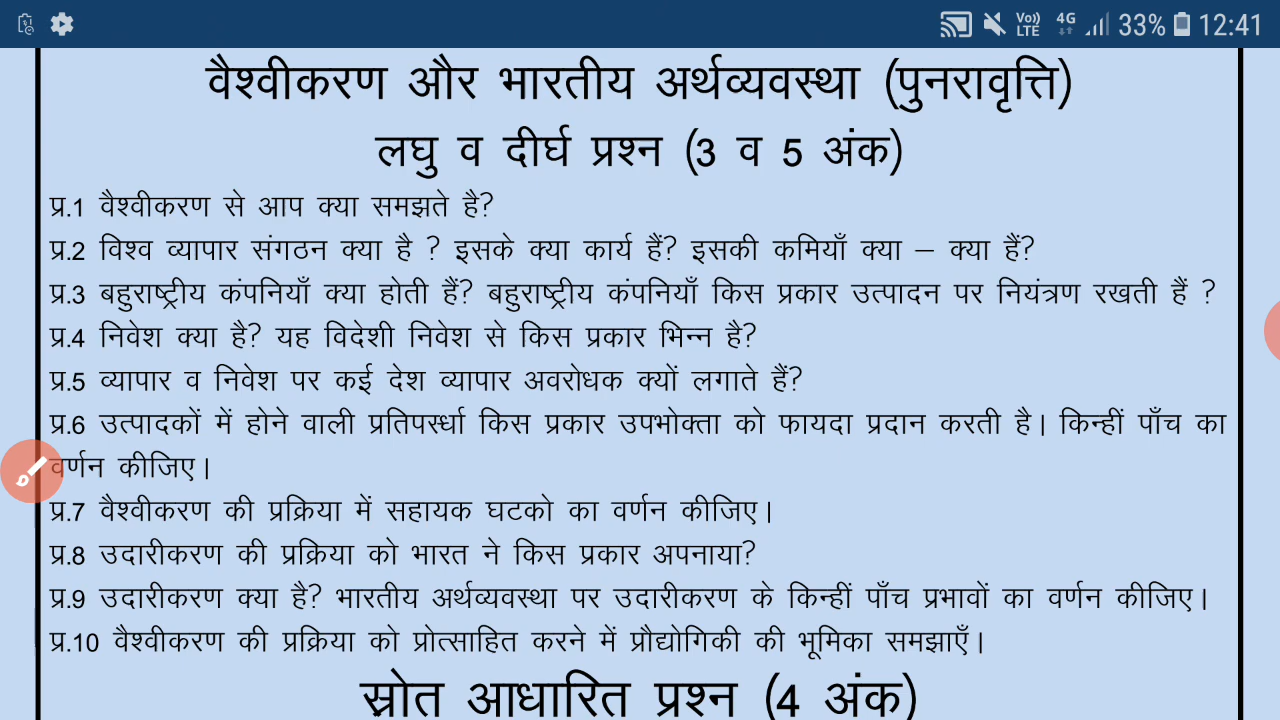 Vo)) LTE 4G 33% 12:41
वैश्वीकरण और भारतीय अर्थव्यवस्था (पुनरावृत्ति)
लघु व दीर्घ प्रश्न (3 व 5 अंक)
प्र.1 वैश्वीकरण से आप क्या समझते है?
प्र.2 विश्व व्यापार संगठन क्या है ? इसके क्या कार्य हैं? इसकी कमियाँ क्या – क्या हैं?
प्र.3 बहुराष्ट्रीय कंपनियाँ क्या होती हैं? बहुराष्ट्रीय कंपनियाँ किस प्रकार उत्पादन पर नियंत्रण रखती हैं ?
प्र.4 निवेश क्या है? यह विदेशी निवेश से किस प्रकार भिन्न है?
प्र.5 व्यापार व निवेश पर कई देश व्यापार अवरोधक क्यों लगाते हैं?
प्र.6 उत्पादकों में होने वाली प्रतिपर्स्धा किस प्रकार उपभोक्ता को फायदा प्रदान करती है। किन्हीं पाँच का
वर्णन कीजिए।
प्र.7 वैश्वीकरण की प्रक्रिया में सहायक घटको का वर्णन कीजिए।
प्र.8 उदारीकरण की प्रक्रिया को भारत ने किस प्रकार अपनाया?
प्र.9 उदारीकरण क्या है? भारतीय अर्थव्यवस्था पर उदारीकरण के किन्हीं पाँच प्रभावों का वर्णन कीजिए।
प्र.10 वैश्वीकरण की प्रक्रिया को प्रोत्साहित करने में प्रौद्योगिकी की भूमिका समझाएँ।
स्रोत आधारित प्रश्न (4 अंक)